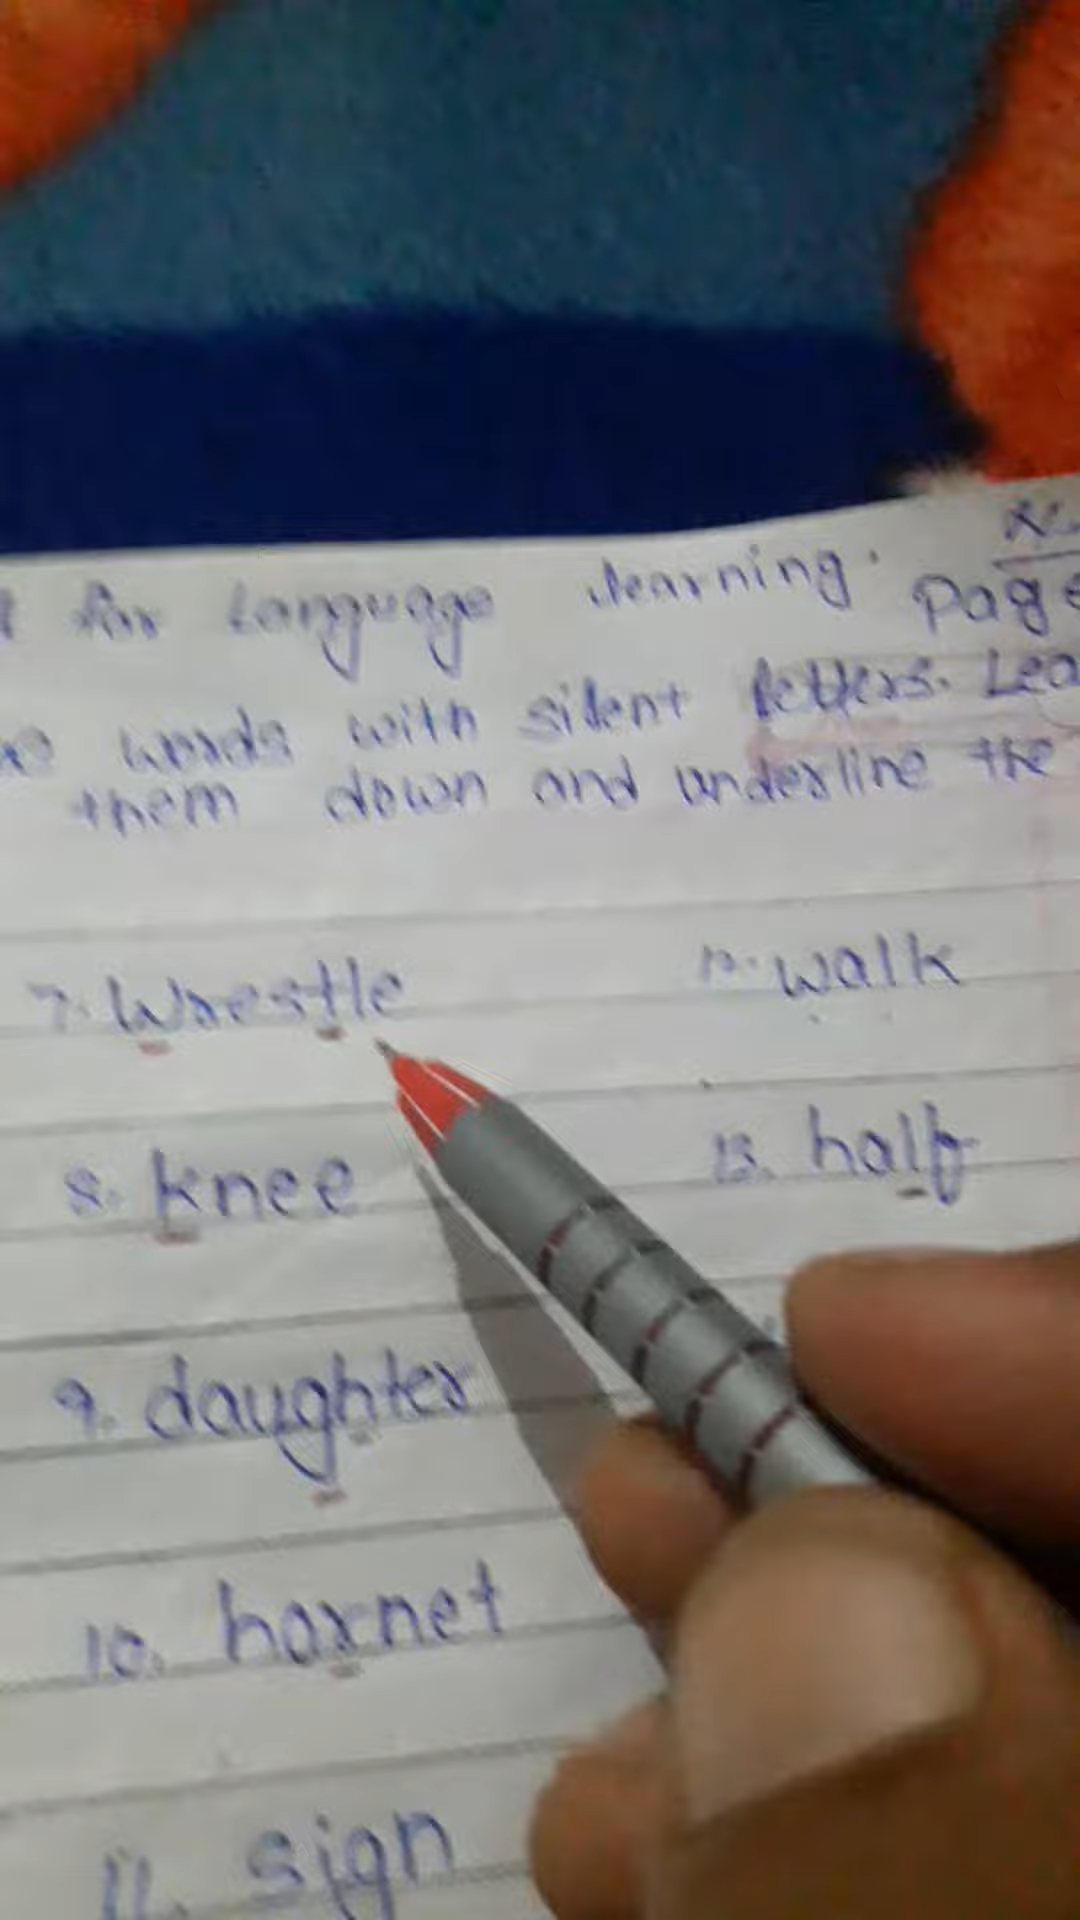 for Language learning. Page
words with silent letters. Lea
them down and underline the
7. Wrestle
12. walk
8. knee
13. half
9. daughter
10. hornet
11. sign